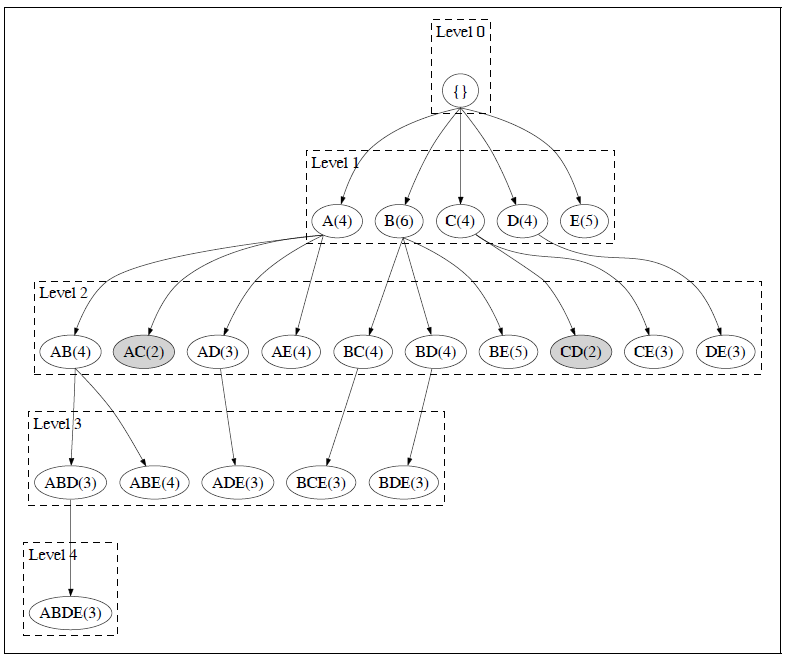 Level 0
{}
Level 1
A(4) B(6) C(4) D(4) E(5)
Level 2
AB(4) AC(2) AD(3) AE(4) BC(4) BD(4) BE(5) CD(2) CE(3) DE(3)
Level 3
ABD(3) ABE(4) ADE(3) BCE(3) BDE(3)
Level 4
ABDE(3)